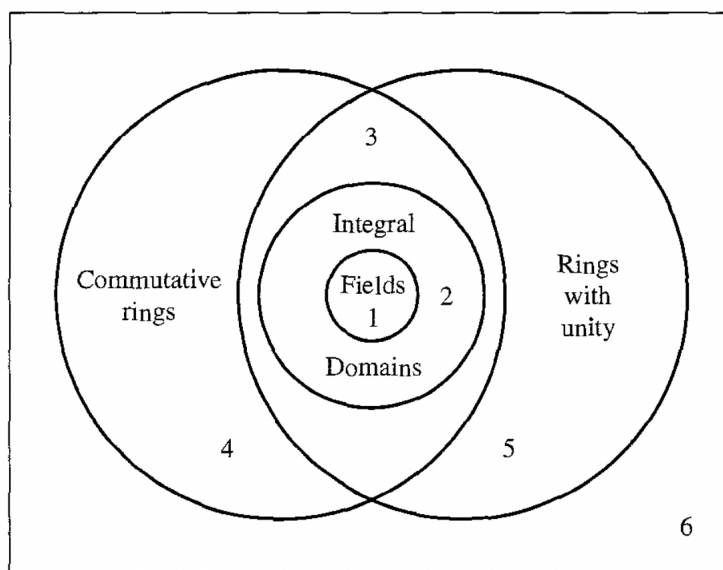 3
Integral
Commutative
rings
Fields
1
2
Domains
Rings
with
unity
4
5
6